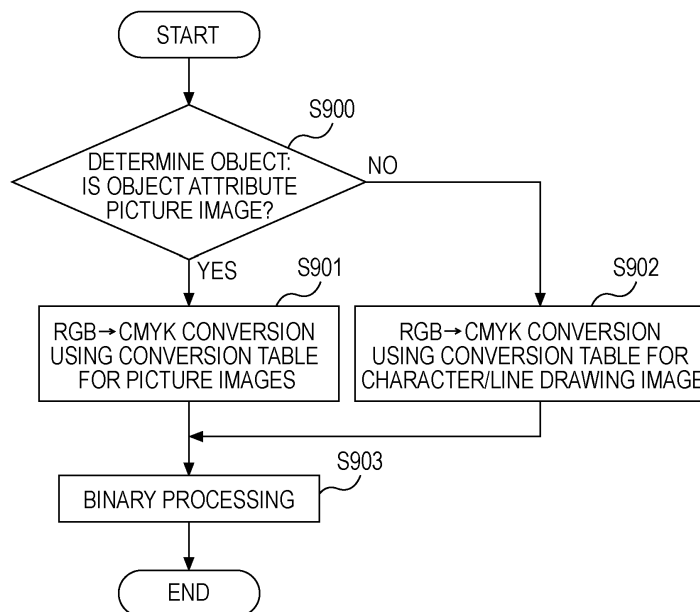 START
S900
DETERMINE OBJECT:
IS OBJECT ATTRIBUTE
PICTURE IMAGE?
NO
YES
S901
RGB→CMYK CONVERSION
USING CONVERSION TABLE
FOR PICTURE IMAGES
S902
RGB→CMYK CONVERSION
USING CONVERSION TABLE FOR
CHARACTER/LINE DRAWING IMAGE
S903
BINARY PROCESSING
END